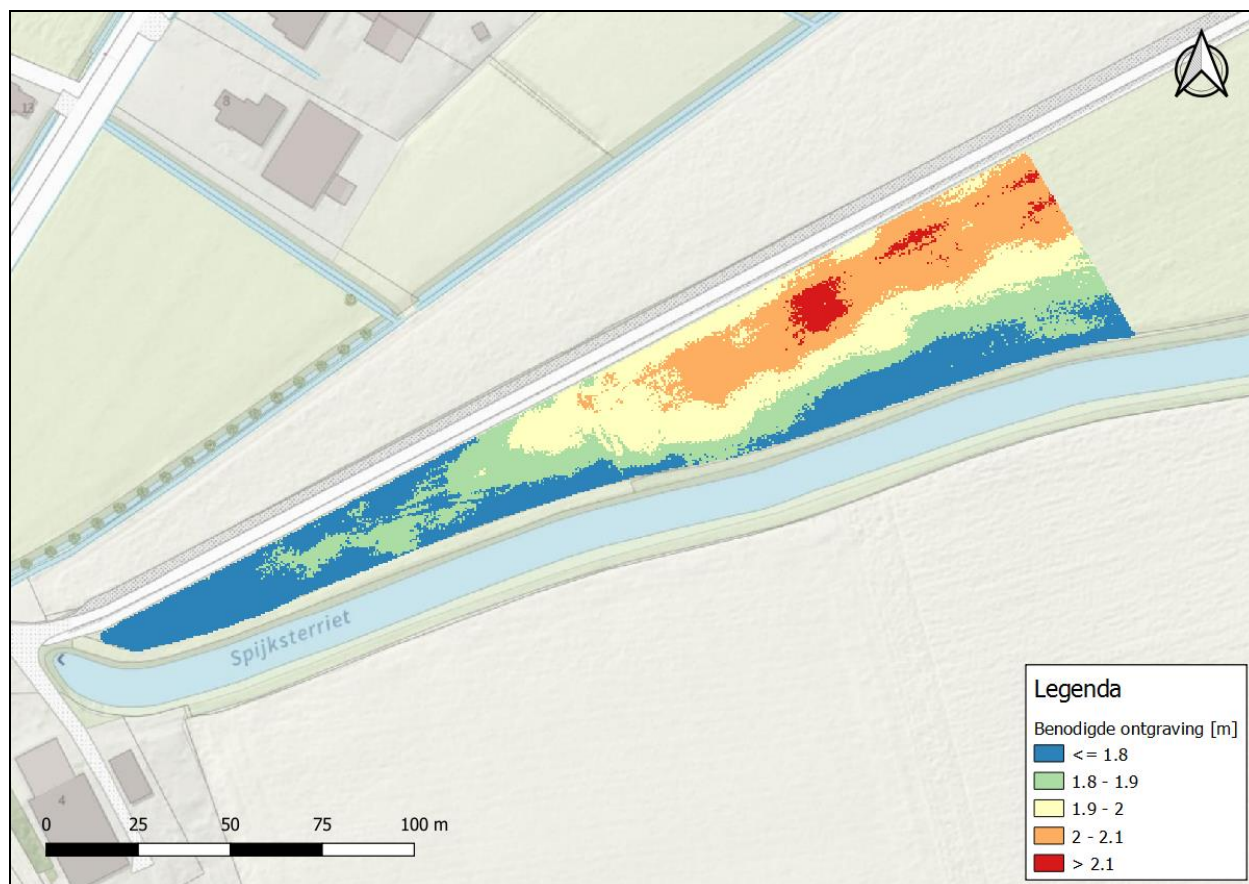 13
8
Spijksterriet
4
0 25 50 75 100 m
Legenda
Benodigde ontgraving [m]
<= 1.8
1.8 - 1.9
1.9 - 2
2 - 2.1
> 2.1